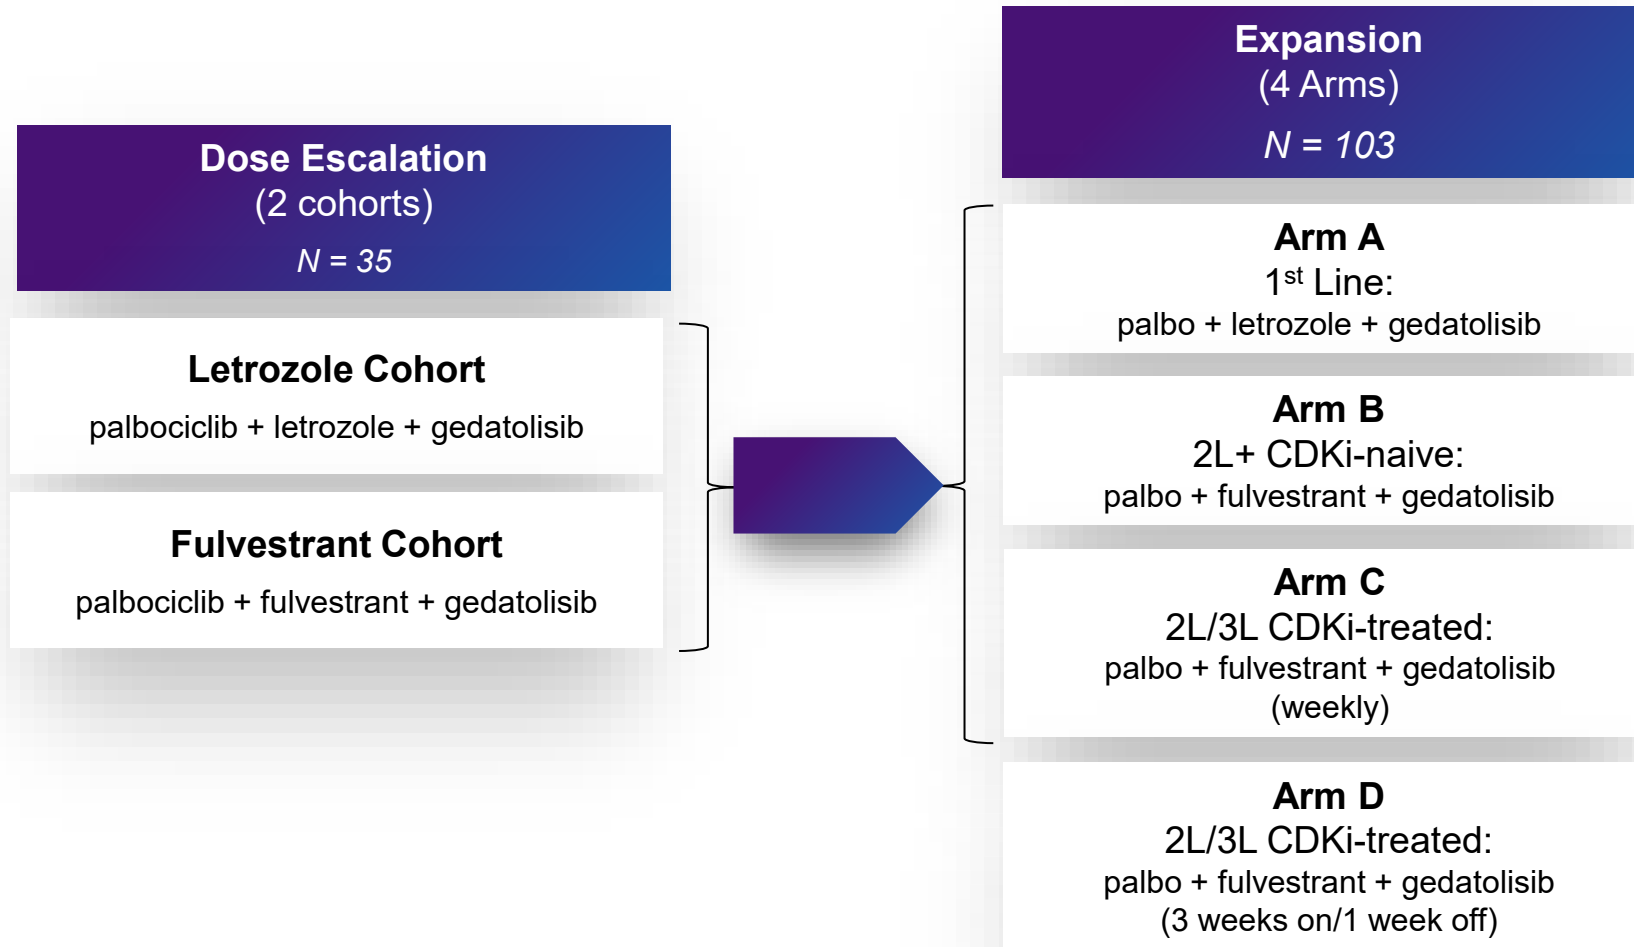 Dose Escalation
(2 cohorts)
N = 35
Letrozole Cohort
palbociclib + letrozole + gedatolisib
Fulvestrant Cohort
palbociclib + fulvestrant + gedatolisib
Expansion
(4 Arms)
N = 103
Arm A
1st Line:
palbo + letrozole + gedatolisib
Arm B
2L+ CDKi-naive:
palbo + fulvestrant + gedatolisib
Arm C
2L/3L CDKi-treated:
palbo + fulvestrant + gedatolisib
(weekly)
Arm D
2L/3L CDKi-treated:
palbo + fulvestrant + gedatolisib
(3 weeks on/1 week off)